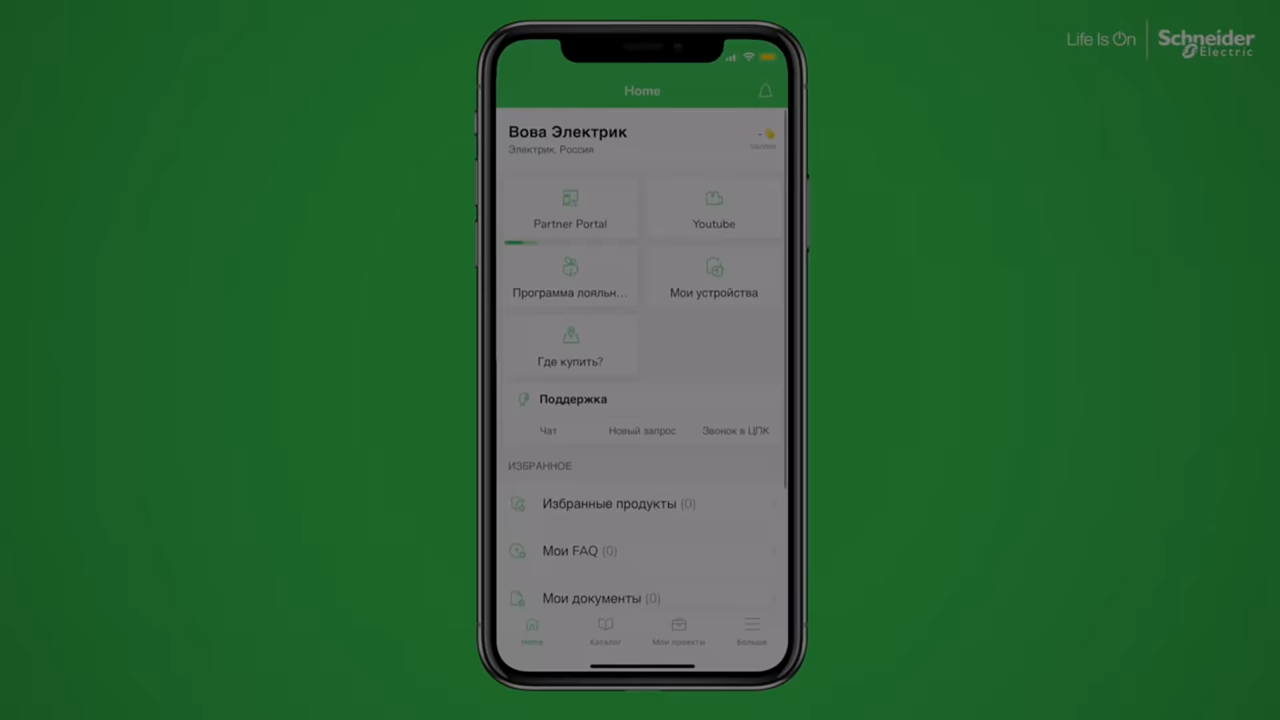 Life Is On
Schneider
Electric
Home
Вова Электрик
Электрик, Россия
Partner Portal
Youtube
Программа лояльн...
Мои устройства
Где купить?
Поддержка
Чат
Новый запрос
Звонок в ЦПК
ИЗБРАННОЕ
Избранные продукты (0)
Мои FAQ (0)
Мои документы (0)
Home
Каталог
Мои проекты
Больше